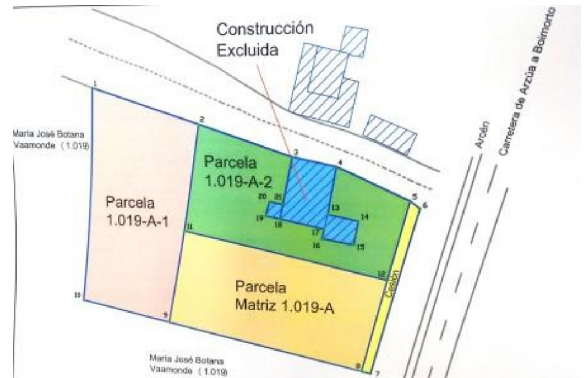 Construcción
Excluida
1
2
3
4
5
6
María José Botana
Vaamonde (1.019)
Parcela
1.019-A-1
Parcela
1.019-A-2
20
21
19
18
13
14
17
16
15
11
12
Parcela
Matriz 1.019-A
Cesión
Arcén
Carretera de Arzúa a Boimorto
10
9
8
7
María José Botana
Vaamonde (1.019)